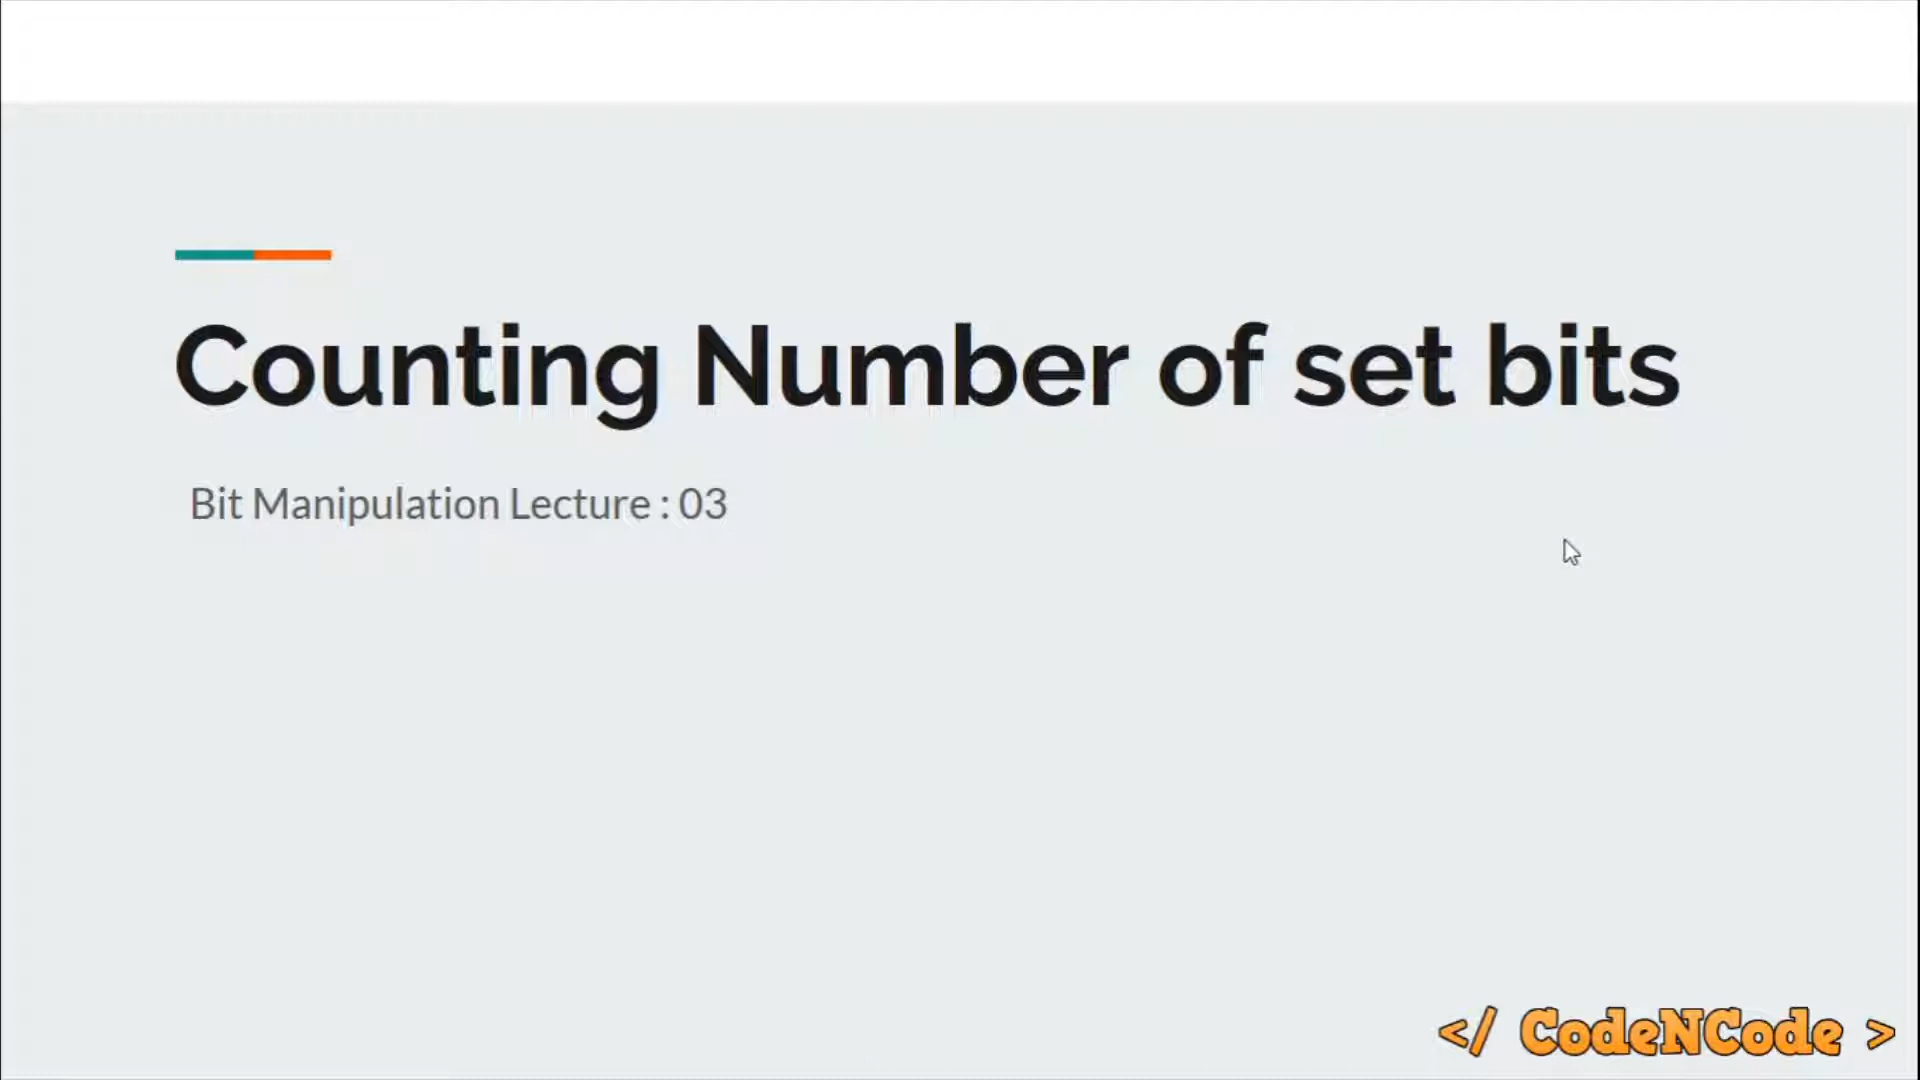 Counting Number of set bits
Bit Manipulation Lecture : 03
</ CodeNCode >